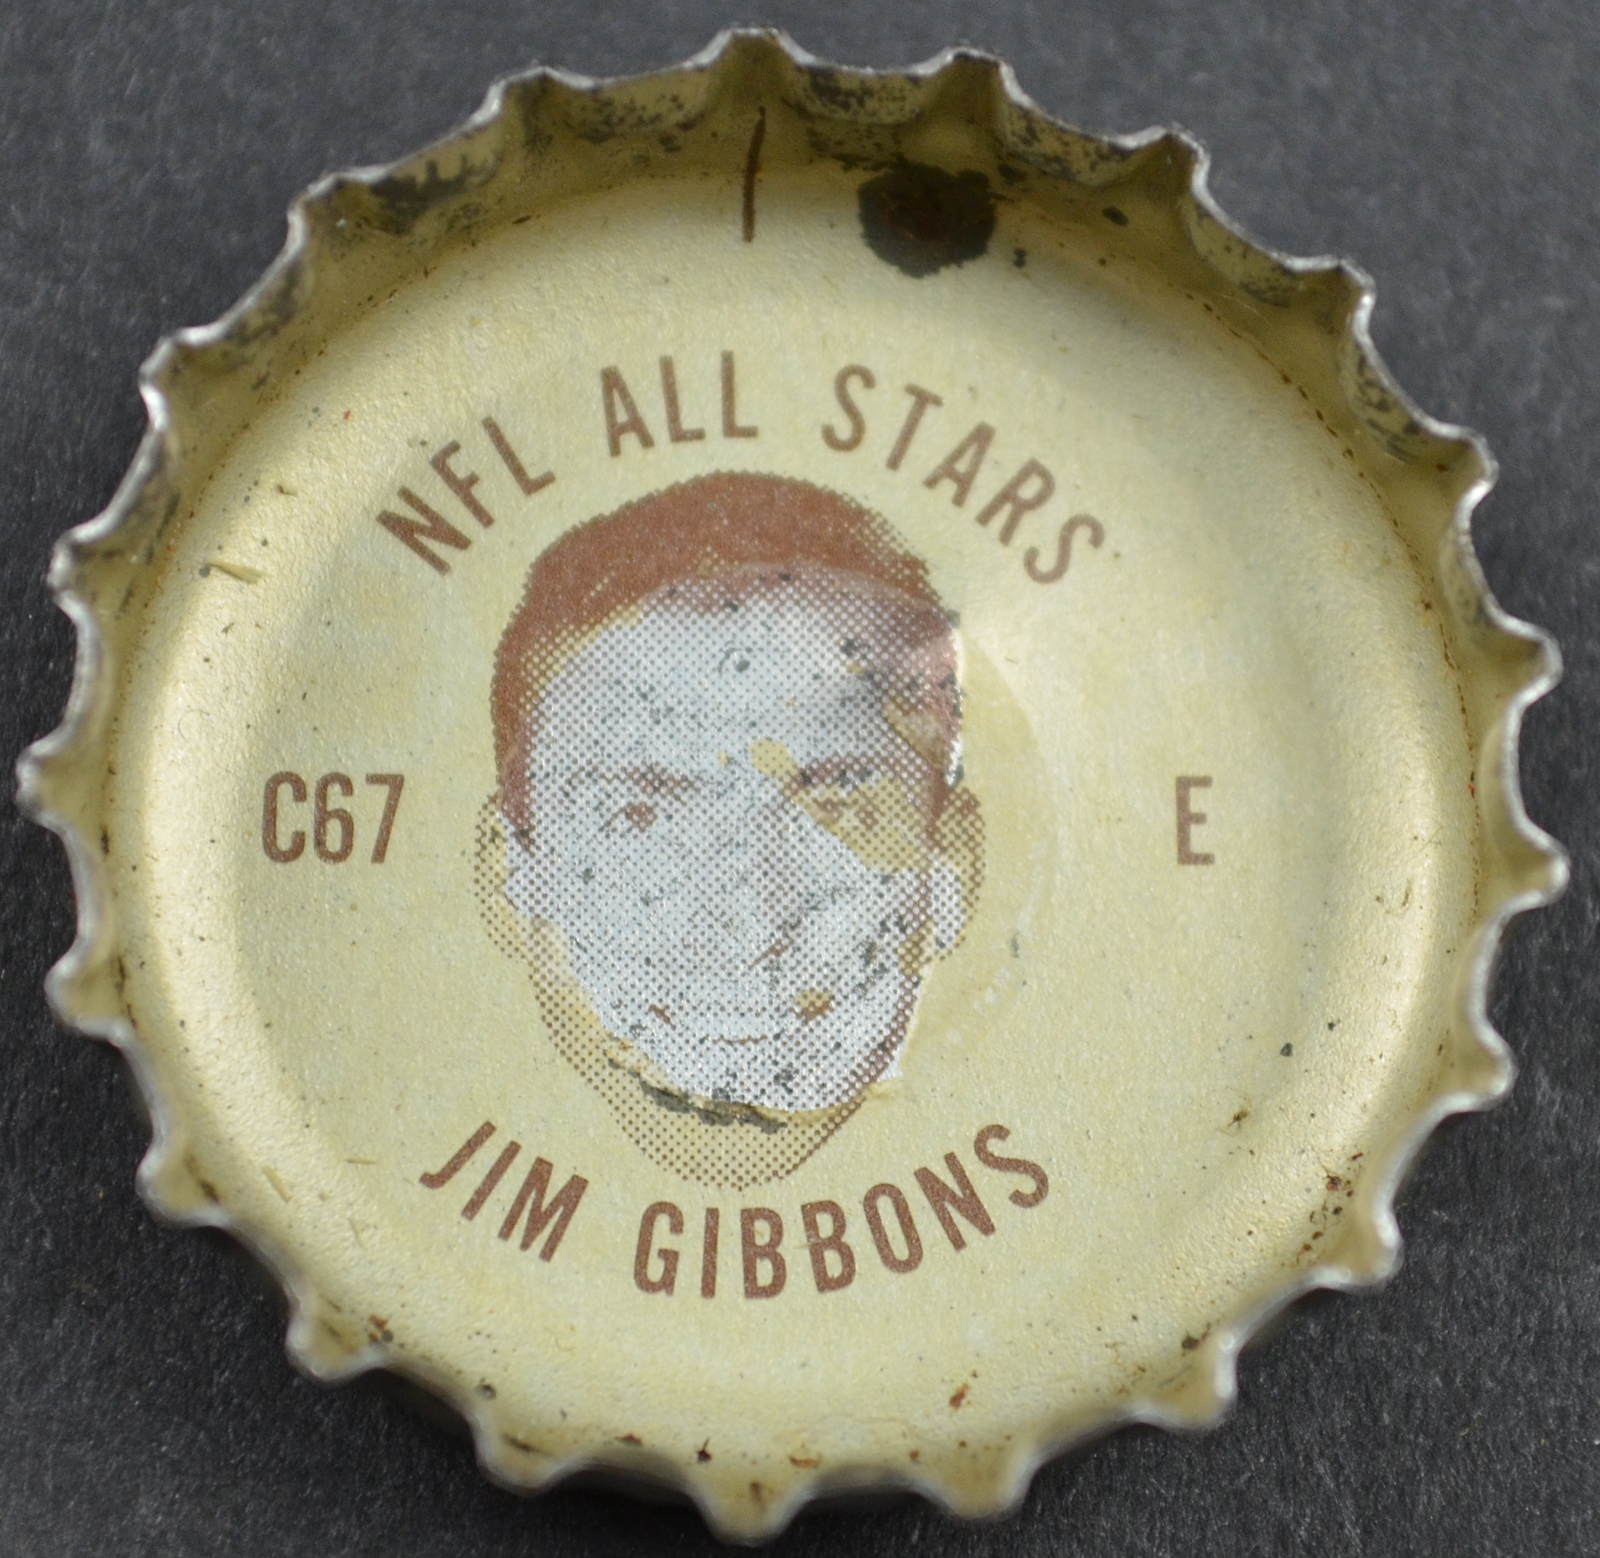 NFL ALL STARS
C67
E
JIM GIBBONS